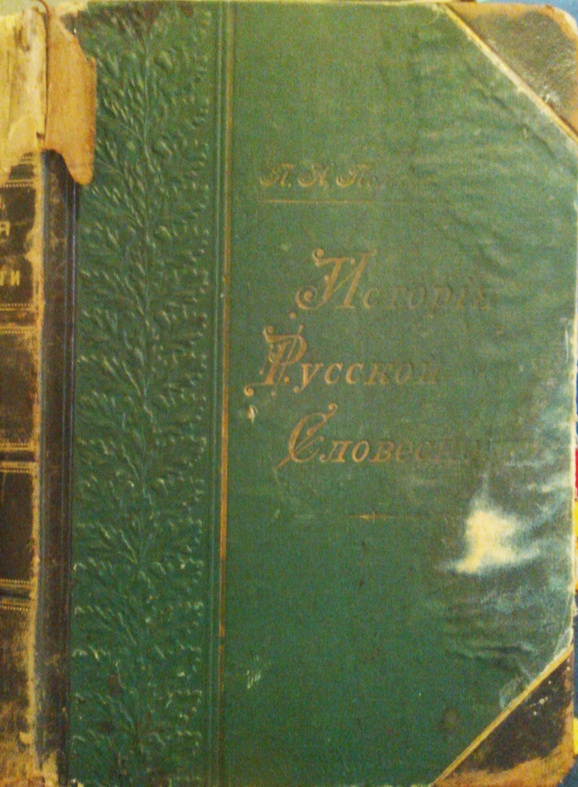 П. Н.
Исторія
Русской
Словесности